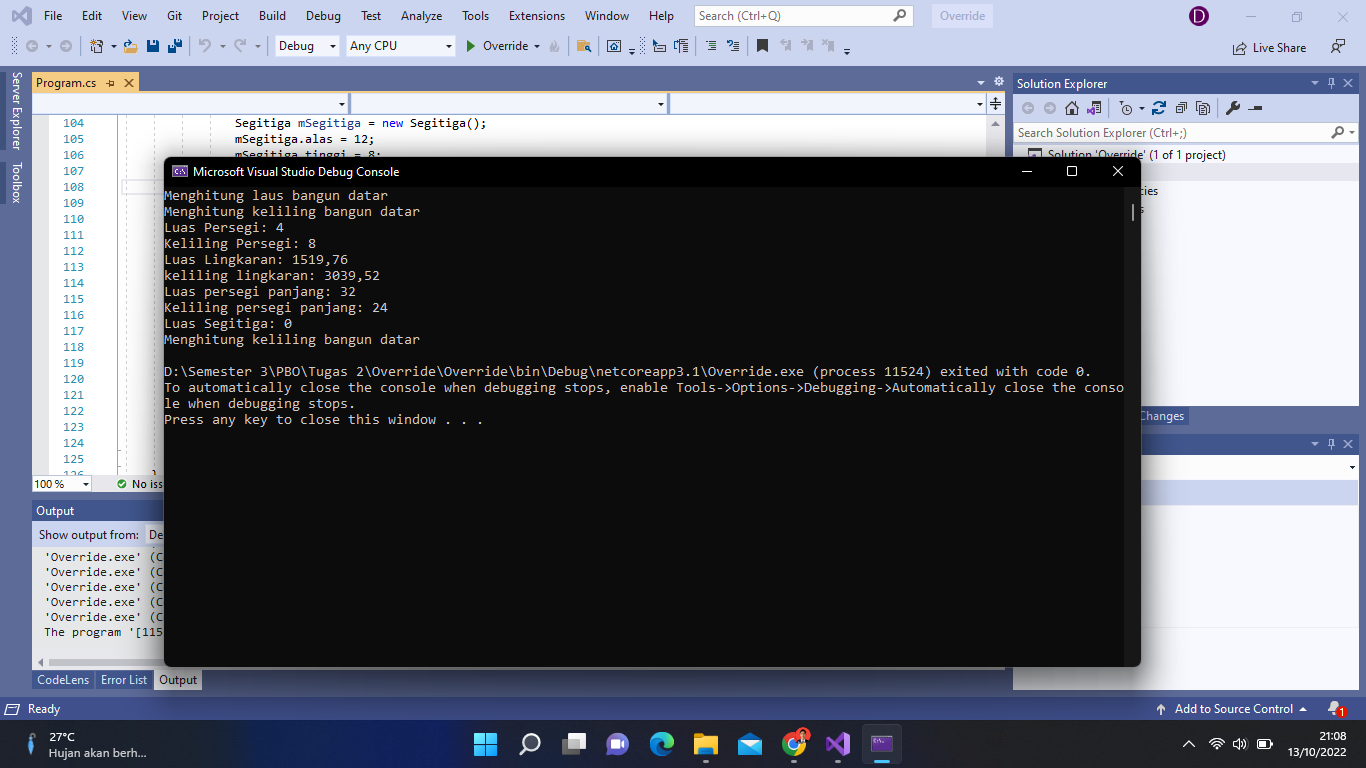 File Edit View Git Project Build Debug Test Analyze Tools Extensions Window Help Search (Ctrl+Q) Override D
Debug Any CPU Override Live Share
Server Explorer
Toolbox
Program.cs
104 Segitiga mSegitiga = new Segitiga();
105 mSegitiga.alas = 12;
106 mSegitiga.tinggi = 8;
107
108
109
110
111
112
113
114
115
116
117
118
119
120
121
122
123
124
125
126 }
100 % No iss
Microsoft Visual Studio Debug Console
Menghitung laus bangun datar
Menghitung keliling bangun datar
Luas Persegi: 4
Keliling Persegi: 8
Luas Lingkaran: 1519,76
keliling lingkaran: 3039,52
Luas persegi panjang: 32
Keliling persegi panjang: 24
Luas Segitiga: 0
Menghitung keliling bangun datar
D:\Semester 3\PBO\Tugas 2\Override\Override\bin\Debug\netcoreapp3.1\Override.exe (process 11524) exited with code 0.
To automatically close the console when debugging stops, enable Tools->Options->Debugging->Automatically close the conso
le when debugging stops.
Press any key to close this window . . .
Solution Explorer
Search Solution Explorer (Ctrl+;)
Solution 'Override' (1 of 1 project)
cies
s
Changes
Output
Show output from: De
'Override.exe' (C
'Override.exe' (C
'Override.exe' (C
'Override.exe' (C
'Override.exe' (C
The program '[115
CodeLens Error List Output
Ready Add to Source Control 1
27°C
Hujan akan berh...
21:08
13/10/2022